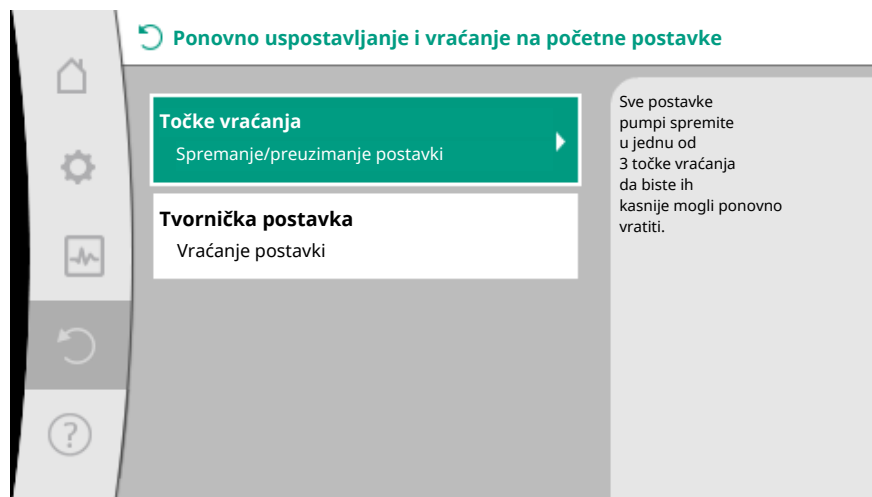 Ponovno uspostavljanje i vraćanje na početne postavke
Točke vraćanja
Spremanje/preuzimanje postavki
Tvornička postavka
Vraćanje postavki
Sve postavke
pumpi spremite
u jednu od
3 točke vraćanja
da biste ih
kasnije mogli ponovno
vratiti.
?